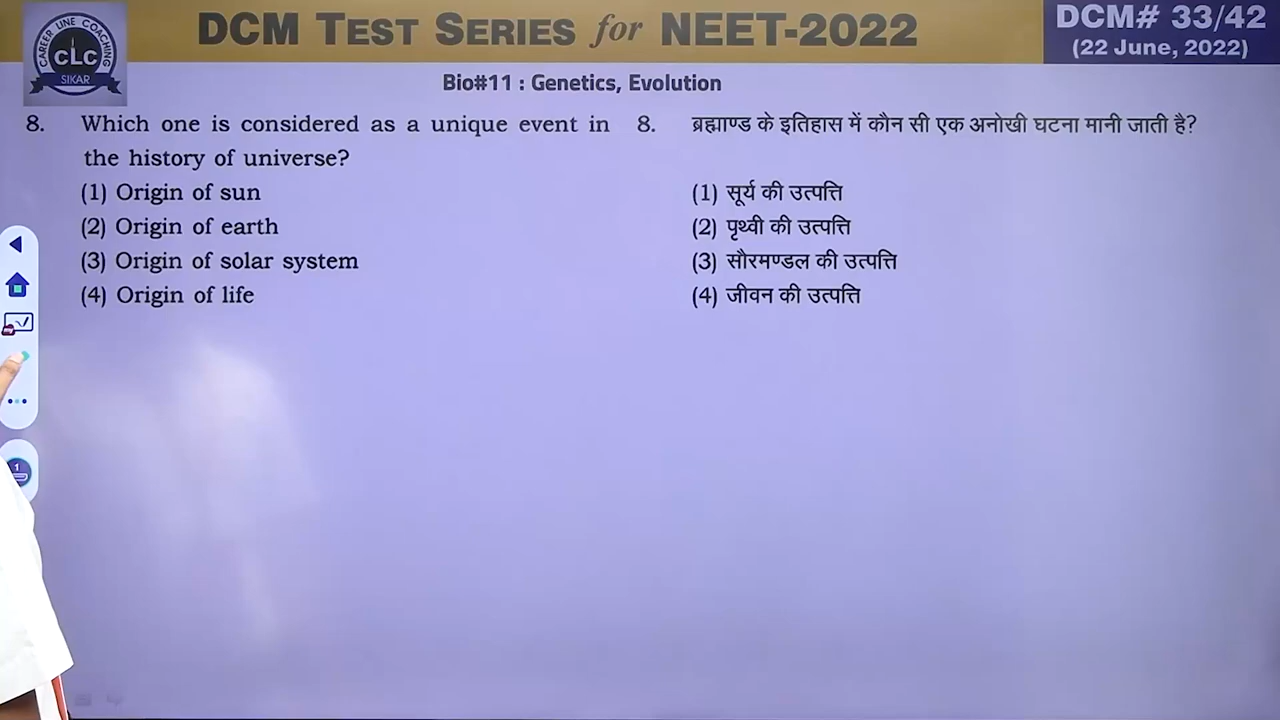 DCM TEST SERIES for NEET-2022
DCM# 33/42
(22 June, 2022)
CAREER LINE COACHING
CLC
SIKAR
Bio#11 : Genetics, Evolution
8. Which one is considered as a unique event in
the history of universe?
(1) Origin of sun
(2) Origin of earth
(3) Origin of solar system
(4) Origin of life
8. ब्रह्माण्ड के इतिहास में कौन सी एक अनोखी घटना मानी जाती है?
(1) सूर्य की उत्पत्ति
(2) पृथ्वी की उत्पत्ति
(3) सौरमण्डल की उत्पत्ति
(4) जीवन की उत्पत्ति
1